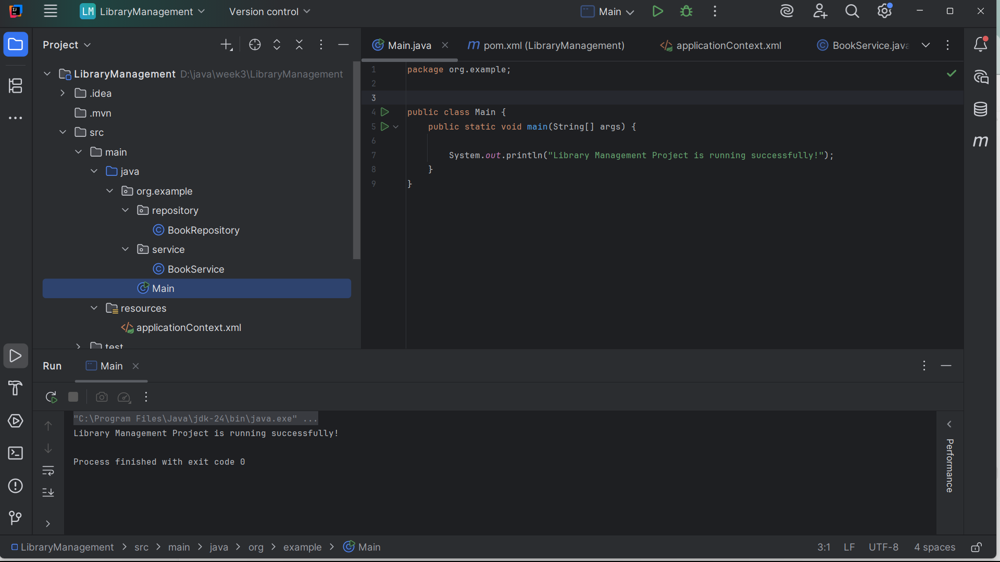 LM LibraryManagement Version control Main
Project
Main.java m pom.xml (LibraryManagement) applicationContext.xml BookService.java
LibraryManagement D:\java\week3\LibraryManagement
.idea
.mvn
src
main
java
org.example
repository
BookRepository
service
BookService
Main
resources
applicationContext.xml
test
1 package org.example;
2
3
4 public class Main {
5 public static void main(String[] args) {
6
7 System.out.println("Library Management Project is running successfully!");
8 }
9 }
m
Run Main
"C:\Program Files\Java\jdk-24\bin\java.exe" ...
Library Management Project is running successfully!
Process finished with exit code 0
Performance
LibraryManagement > src > main > java > org > example > Main 3:1 LF UTF-8 4 spaces